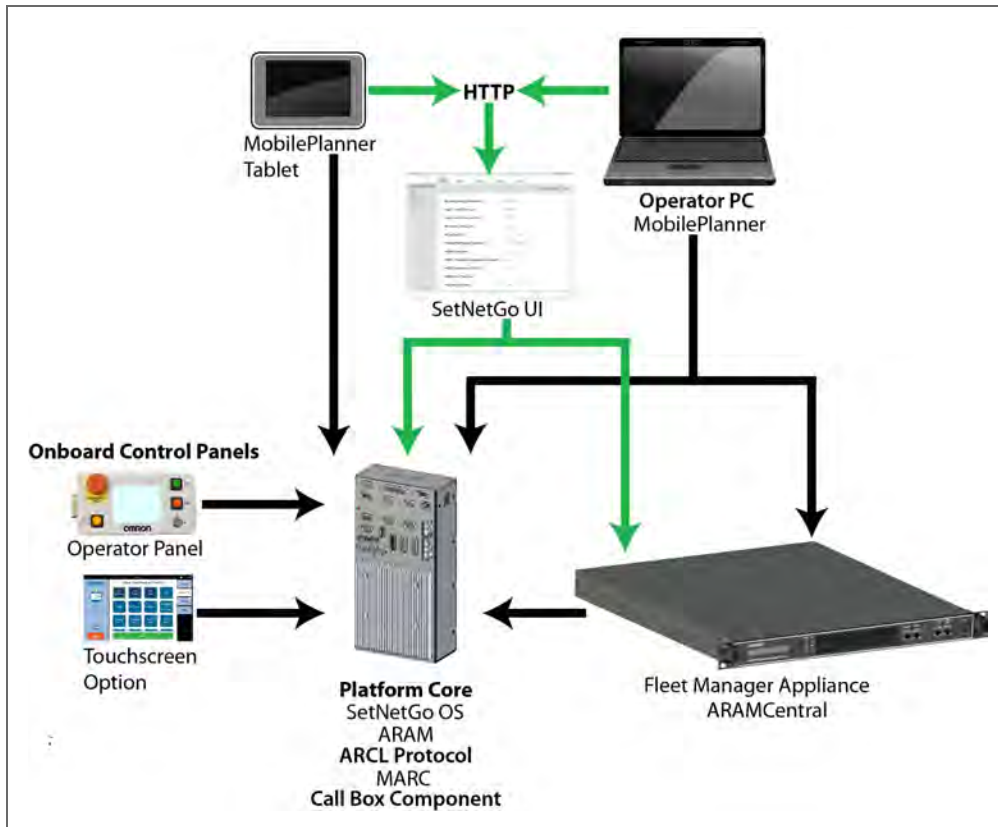 HTTP
MobilePlanner
Tablet
Operator PC
MobilePlanner
SetNetGo UI
Onboard Control Panels
OMRON
Operator Panel
Touchscreen
Option
Platform Core
SetNetGo OS
ARAM
ARCL Protocol
MARC
Call Box Component
Fleet Manager Appliance
ARAMCentral